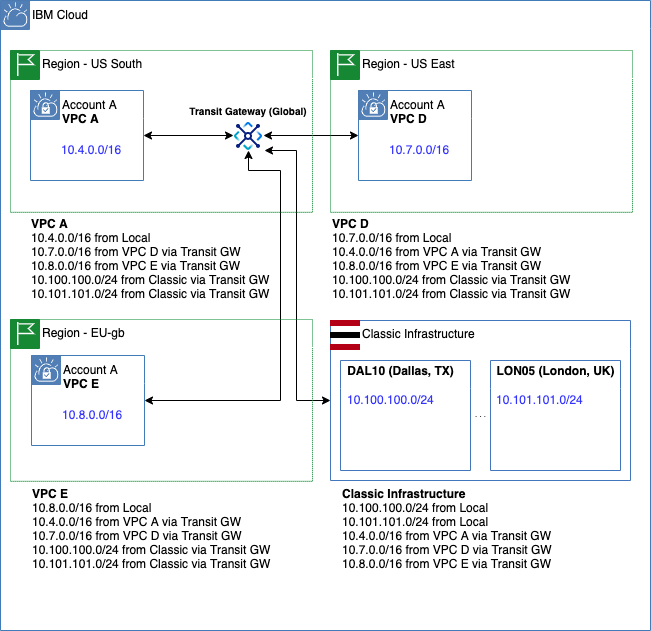 IBM Cloud
Region - US South
Account A
VPC A
10.4.0.0/16
Transit Gateway (Global)
Region - US East
Account A
VPC D
10.7.0.0/16
VPC A
10.4.0.0/16 from Local
10.7.0.0/16 from VPC D via Transit GW
10.8.0.0/16 from VPC E via Transit GW
10.100.100.0/24 from Classic via Transit GW
10.101.101.0/24 from Classic via Transit GW
VPC D
10.7.0.0/16 from Local
10.4.0.0/16 from VPC A via Transit GW
10.8.0.0/16 from VPC E via Transit GW
10.100.100.0/24 from Classic via Transit GW
10.101.101.0/24 from Classic via Transit GW
Region - EU-gb
Account A
VPC E
10.8.0.0/16
Classic Infrastructure
DAL10 (Dallas, TX)
10.100.100.0/24
...
LON05 (London, UK)
10.101.101.0/24
VPC E
10.8.0.0/16 from Local
10.4.0.0/16 from VPC A via Transit GW
10.7.0.0/16 from VPC D via Transit GW
10.100.100.0/24 from Classic via Transit GW
10.101.101.0/24 from Classic via Transit GW
Classic Infrastructure
10.100.100.0/24 from Local
10.101.101.0/24 from Local
10.4.0.0/16 from VPC A via Transit GW
10.7.0.0/16 from VPC D via Transit GW
10.8.0.0/16 from VPC E via Transit GW